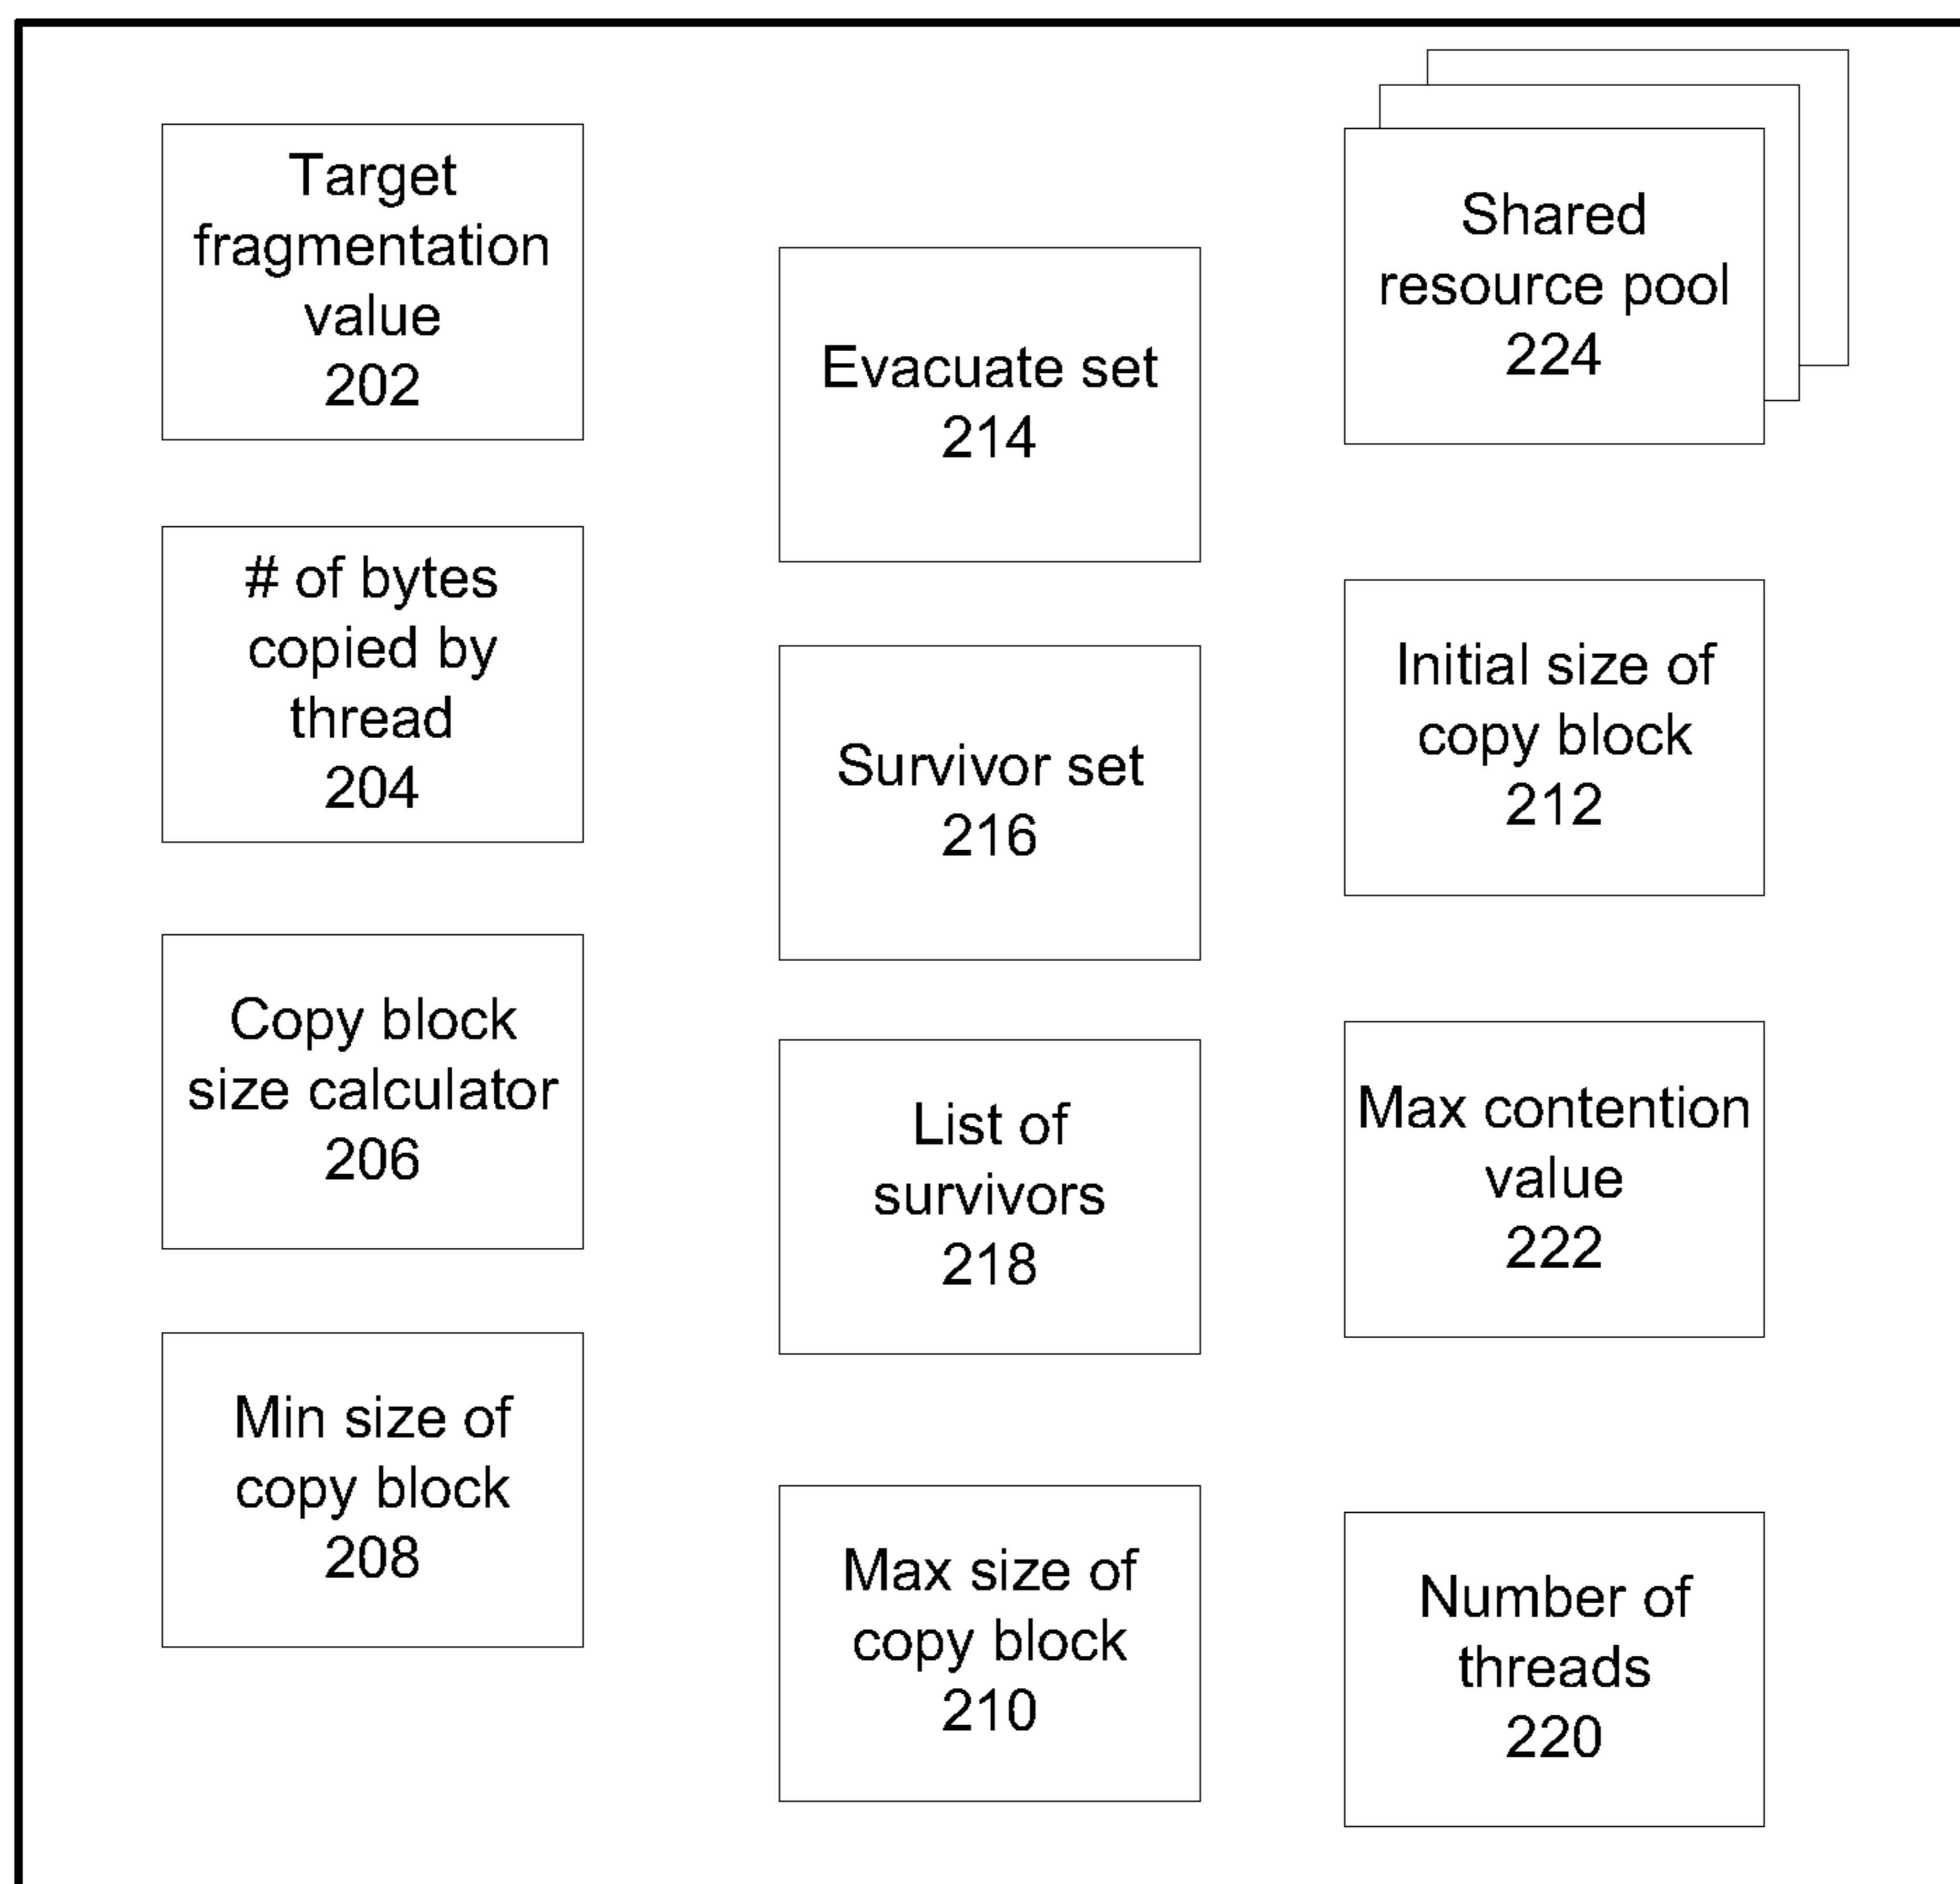 Target
fragmentation
value
202
# of bytes
copied by
thread
204
Copy block
size calculator
206
Min size of
copy block
208
Evacuate set
214
Survivor set
216
List of
survivors
218
Max size of
copy block
210
Shared
resource pool
224
Initial size of
copy block
212
Max contention
value
222
Number of
threads
220